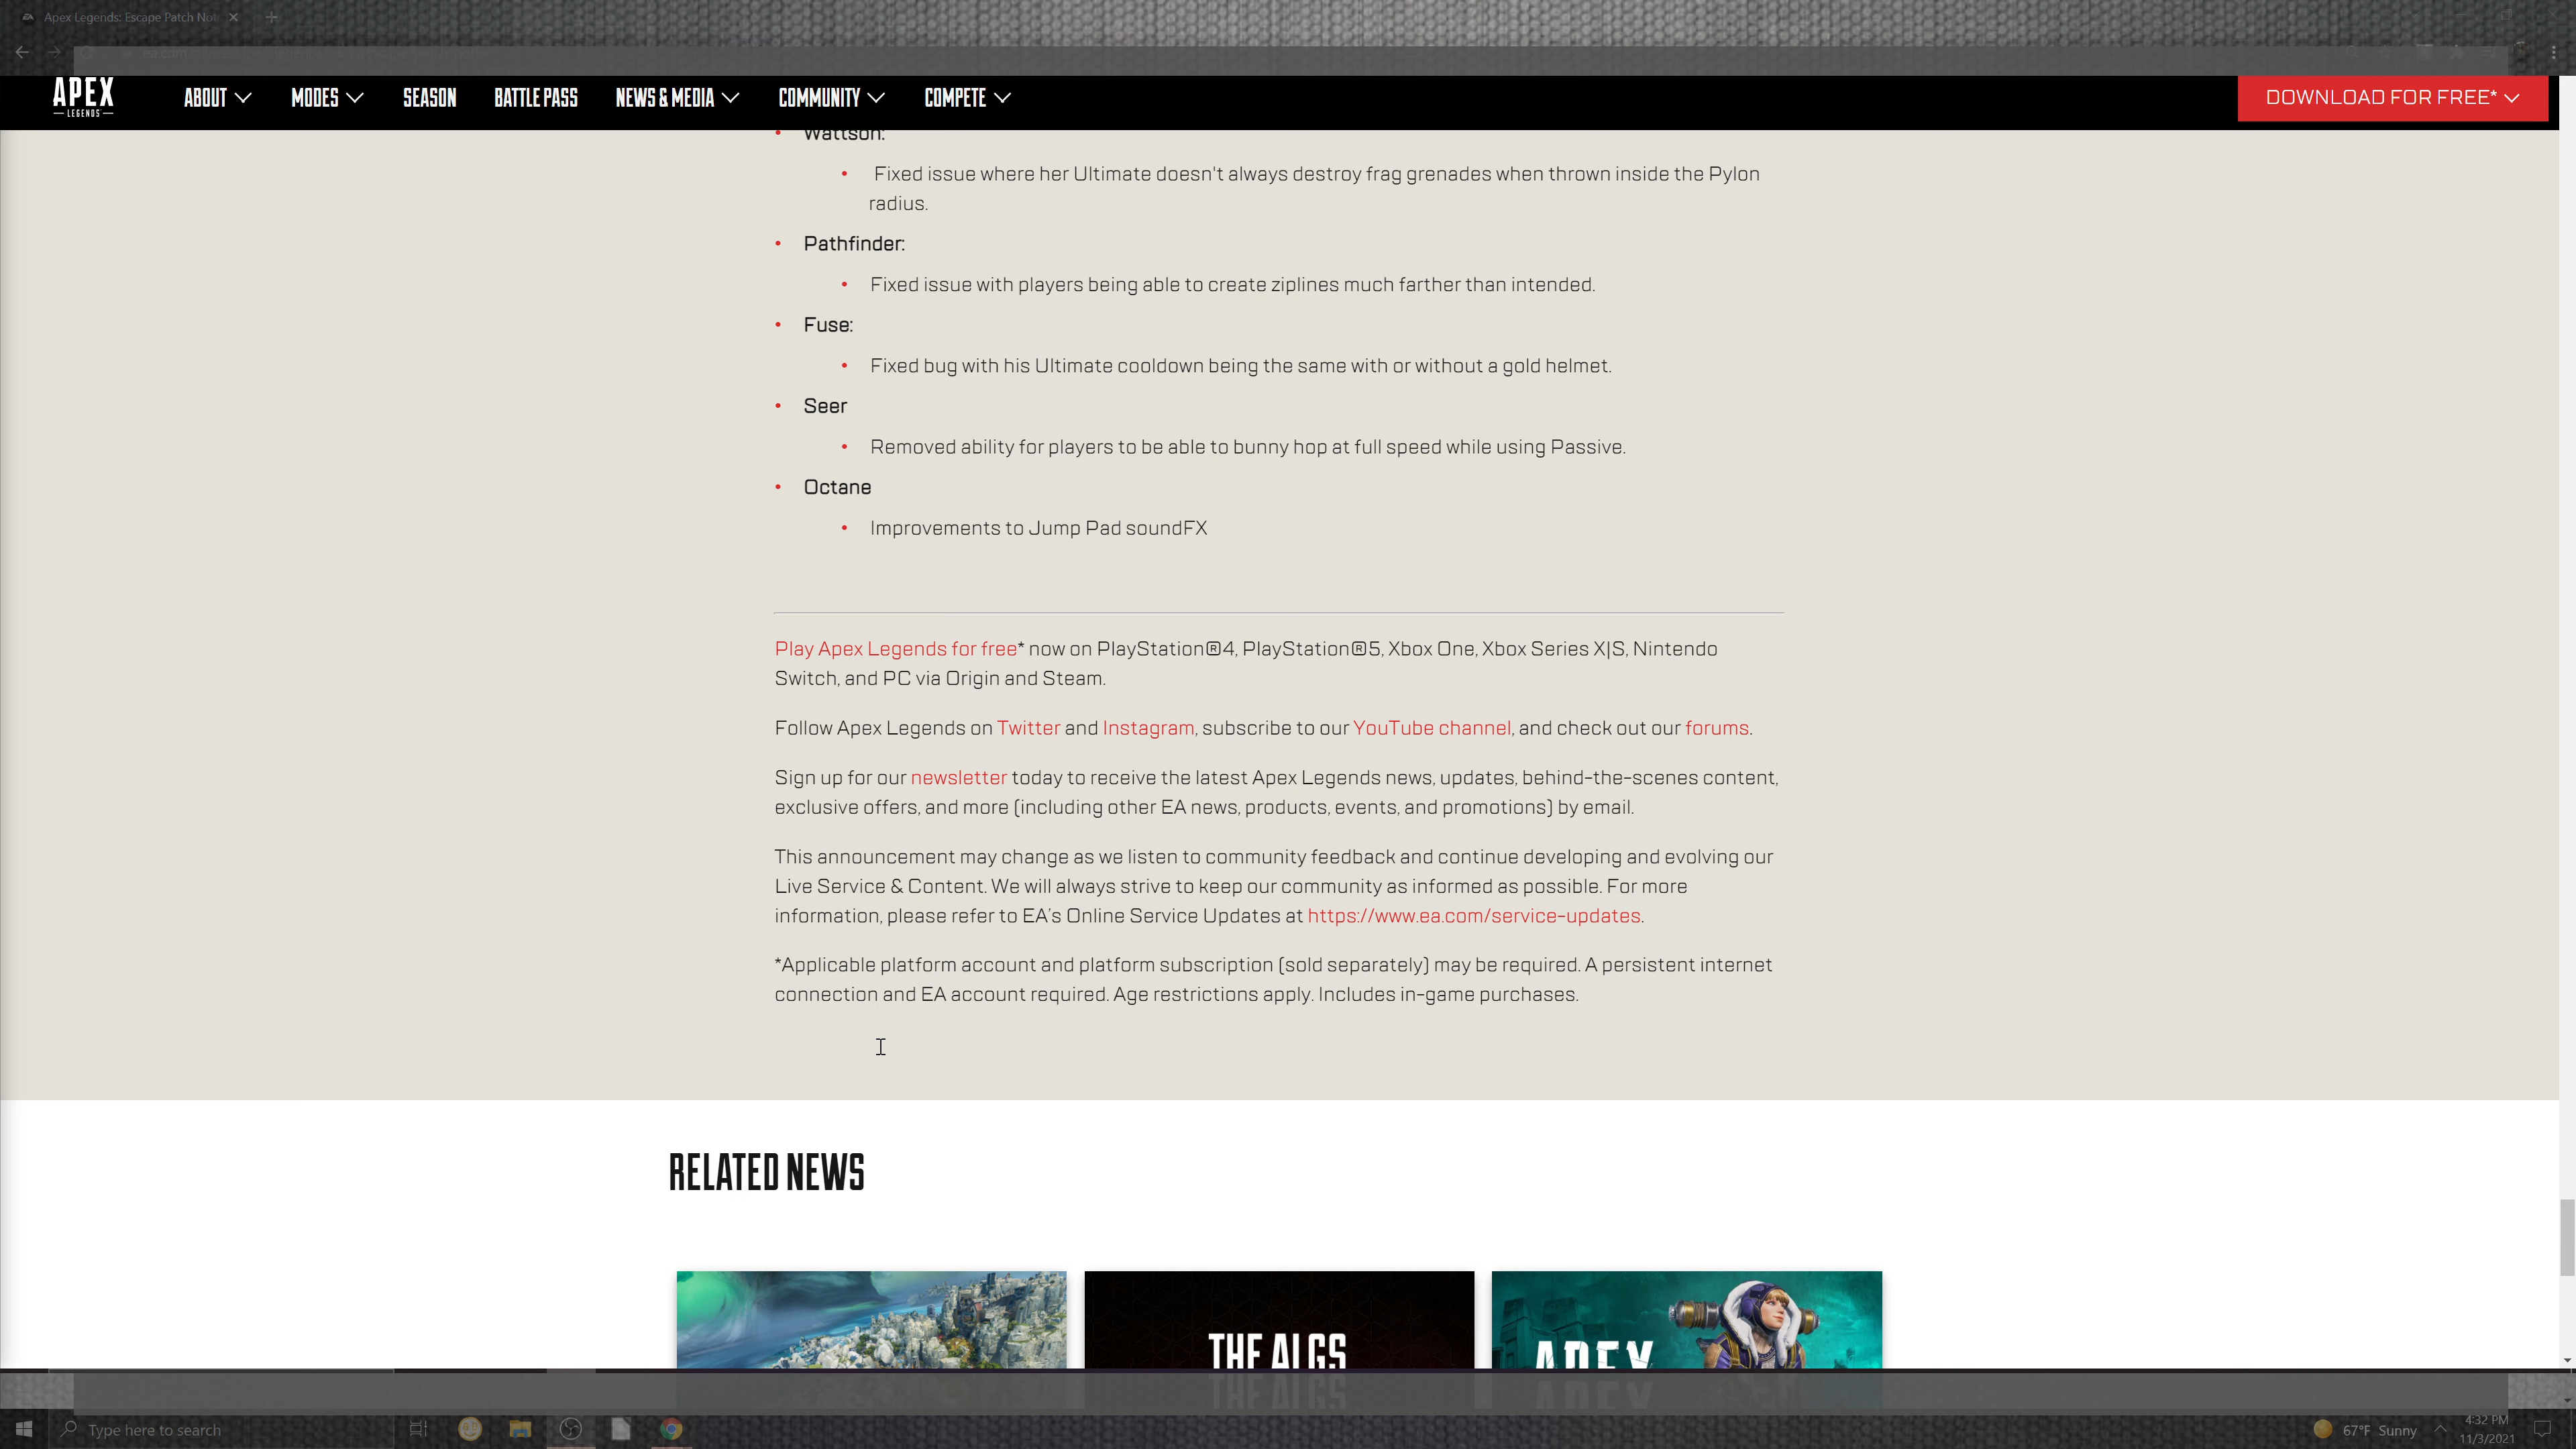 Apex Legends: Escape Patch Not
APEX
LEGENDS
ABOUT MODES SEASON BATTLE PASS NEWS & MEDIA COMMUNITY COMPETE DOWNLOAD FOR FREE*
• Wattson:
• Fixed issue where her Ultimate doesn't always destroy frag grenades when thrown inside the Pylon
radius.
• Pathfinder:
• Fixed issue with players being able to create ziplines much farther than intended.
• Fuse:
• Fixed bug with his Ultimate cooldown being the same with or without a gold helmet.
• Seer
• Removed ability for players to be able to bunny hop at full speed while using Passive.
• Octane
• Improvements to Jump Pad soundFX
Play Apex Legends for free* now on PlayStation®4, PlayStation®5, Xbox One, Xbox Series X|S, Nintendo
Switch, and PC via Origin and Steam.
Follow Apex Legends on Twitter and Instagram, subscribe to our YouTube channel, and check out our forums.
Sign up for our newsletter today to receive the latest Apex Legends news, updates, behind-the-scenes content,
exclusive offers, and more (including other EA news, products, events, and promotions) by email.
This announcement may change as we listen to community feedback and continue developing and evolving our
Live Service & Content. We will always strive to keep our community as informed as possible. For more
information, please refer to EA's Online Service Updates at https://www.ea.com/service-updates.
*Applicable platform account and platform subscription (sold separately) may be required. A persistent internet
connection and EA account required. Age restrictions apply. Includes in-game purchases.
RELATED NEWS
THE ALGS
APEX
Type here to search
67°F Sunny
4:32 PM
11/3/2021